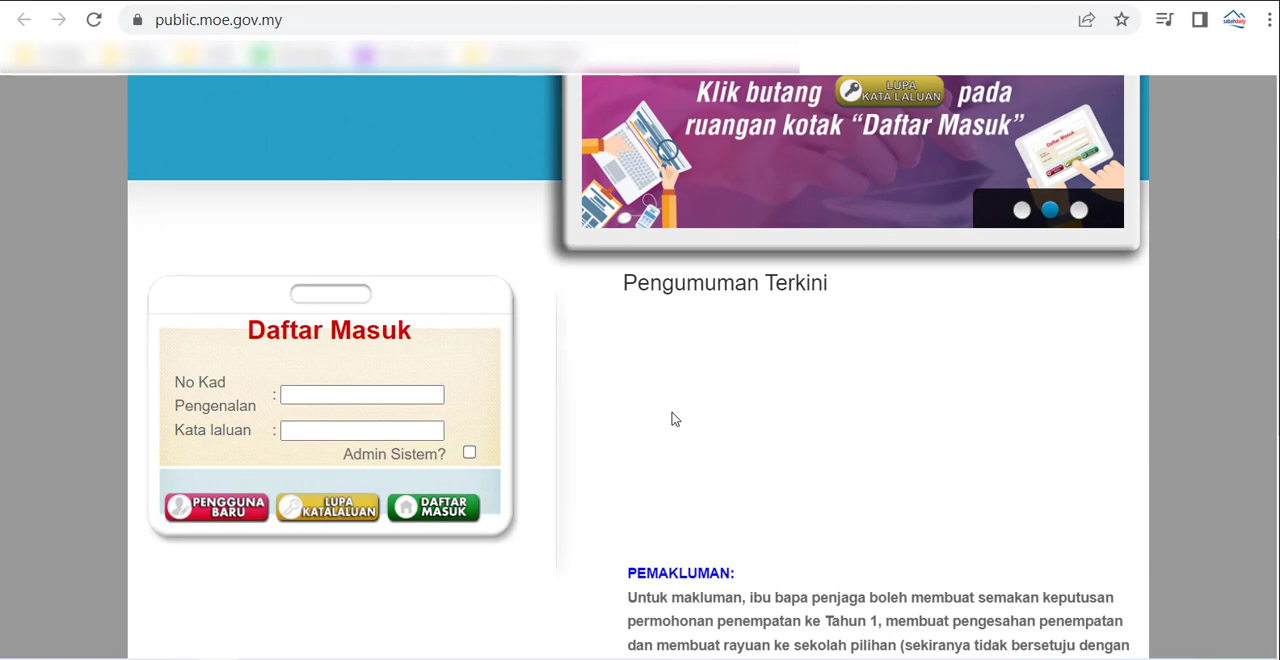 public.moe.gov.my
sabahdaily
Klik butang LUPA KATA LALUAN pada
ruangan kotak “Daftar Masuk”
Daftar Masuk
Pengumuman Terkini
Daftar Masuk
No Kad
Pengenalan :
Kata laluan :
Admin Sistem?
PENGGUNA BARU
LUPA KATALALUAN
DAFTAR MASUK
PEMAKLUMAN:
Untuk makluman, ibu bapa penjaga boleh membuat semakan keputusan
permohonan penempatan ke Tahun 1, membuat pengesahan penempatan
dan membuat rayuan ke sekolah pilihan (sekiranya tidak bersetuju dengan